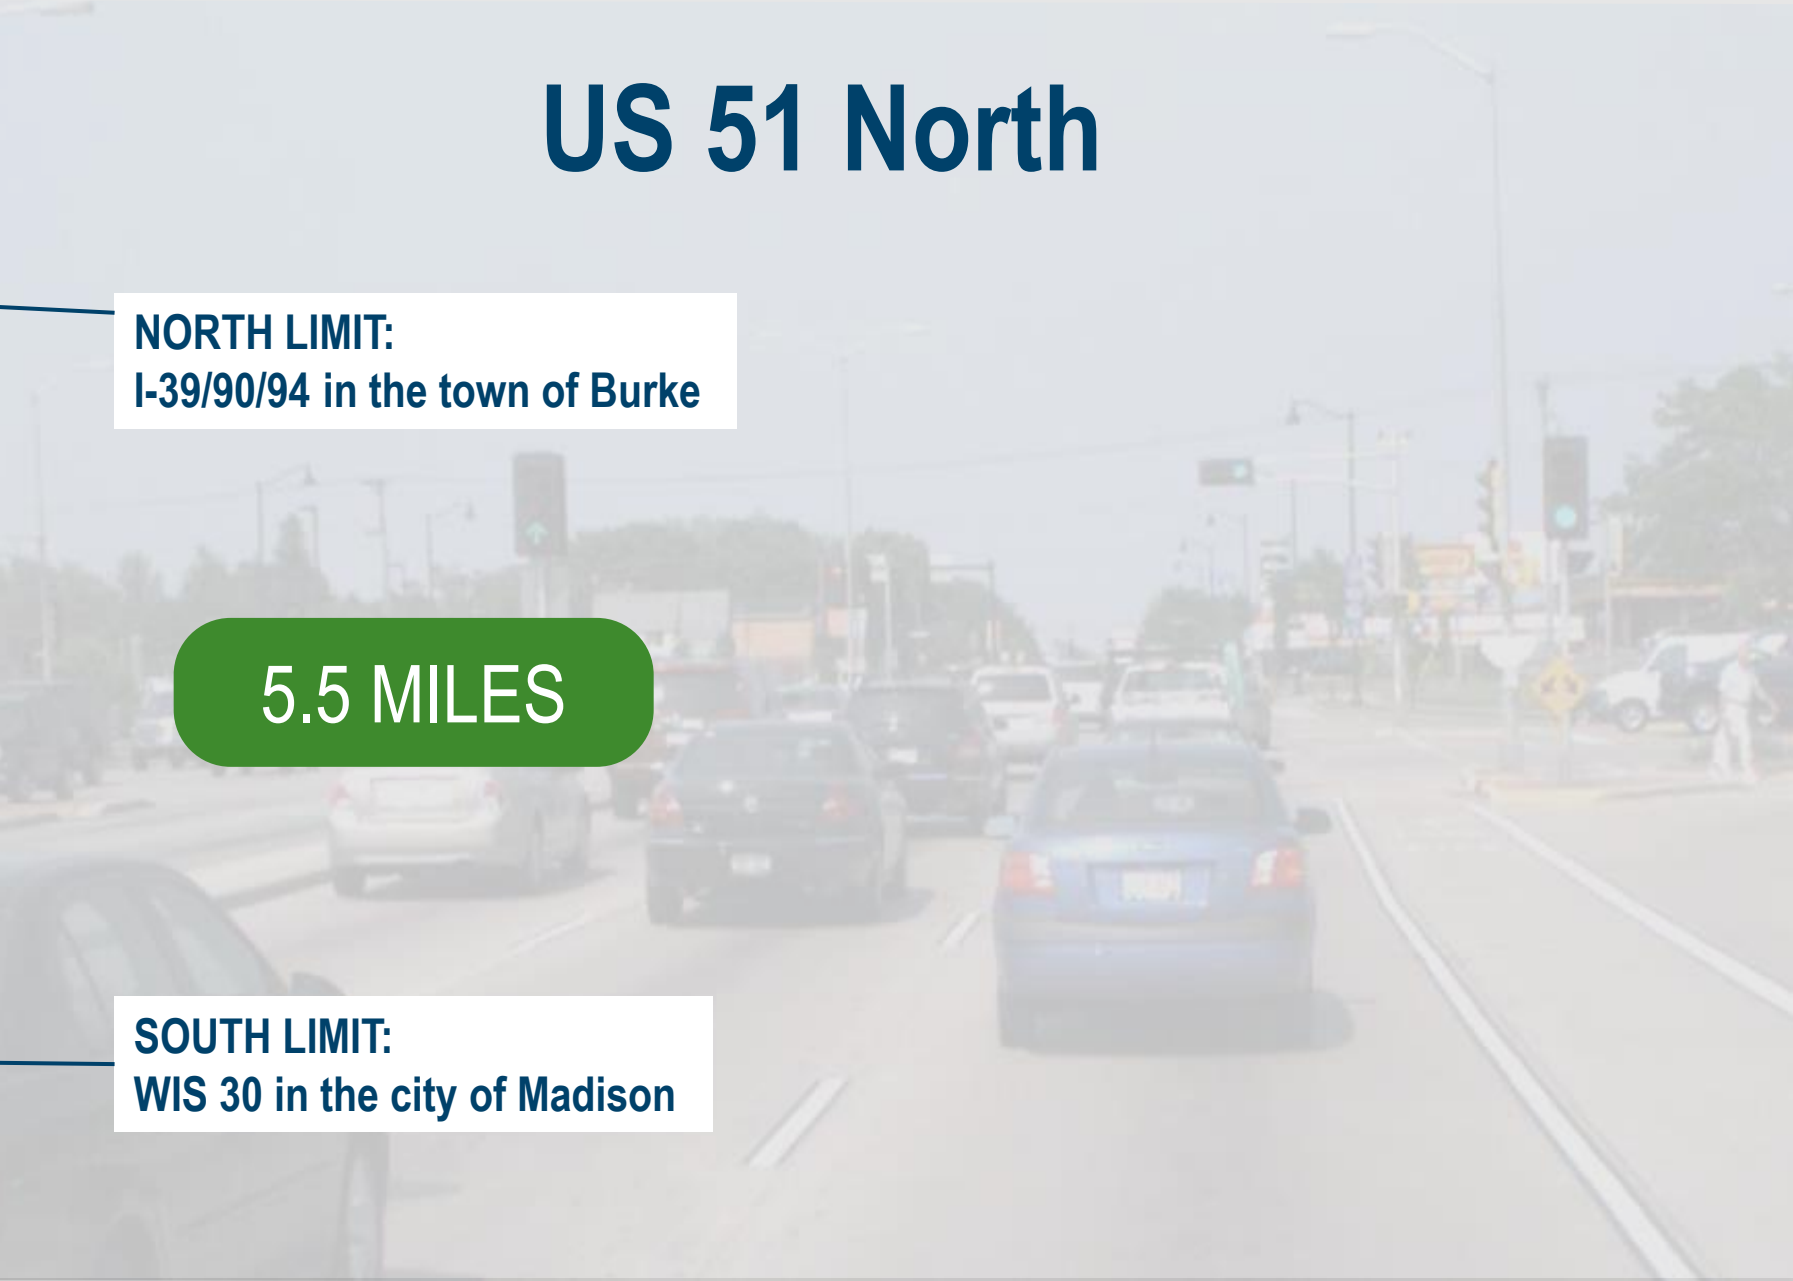 US 51 North
NORTH LIMIT:
I-39/90/94 in the town of Burke
5.5 MILES
SOUTH LIMIT:
WIS 30 in the city of Madison